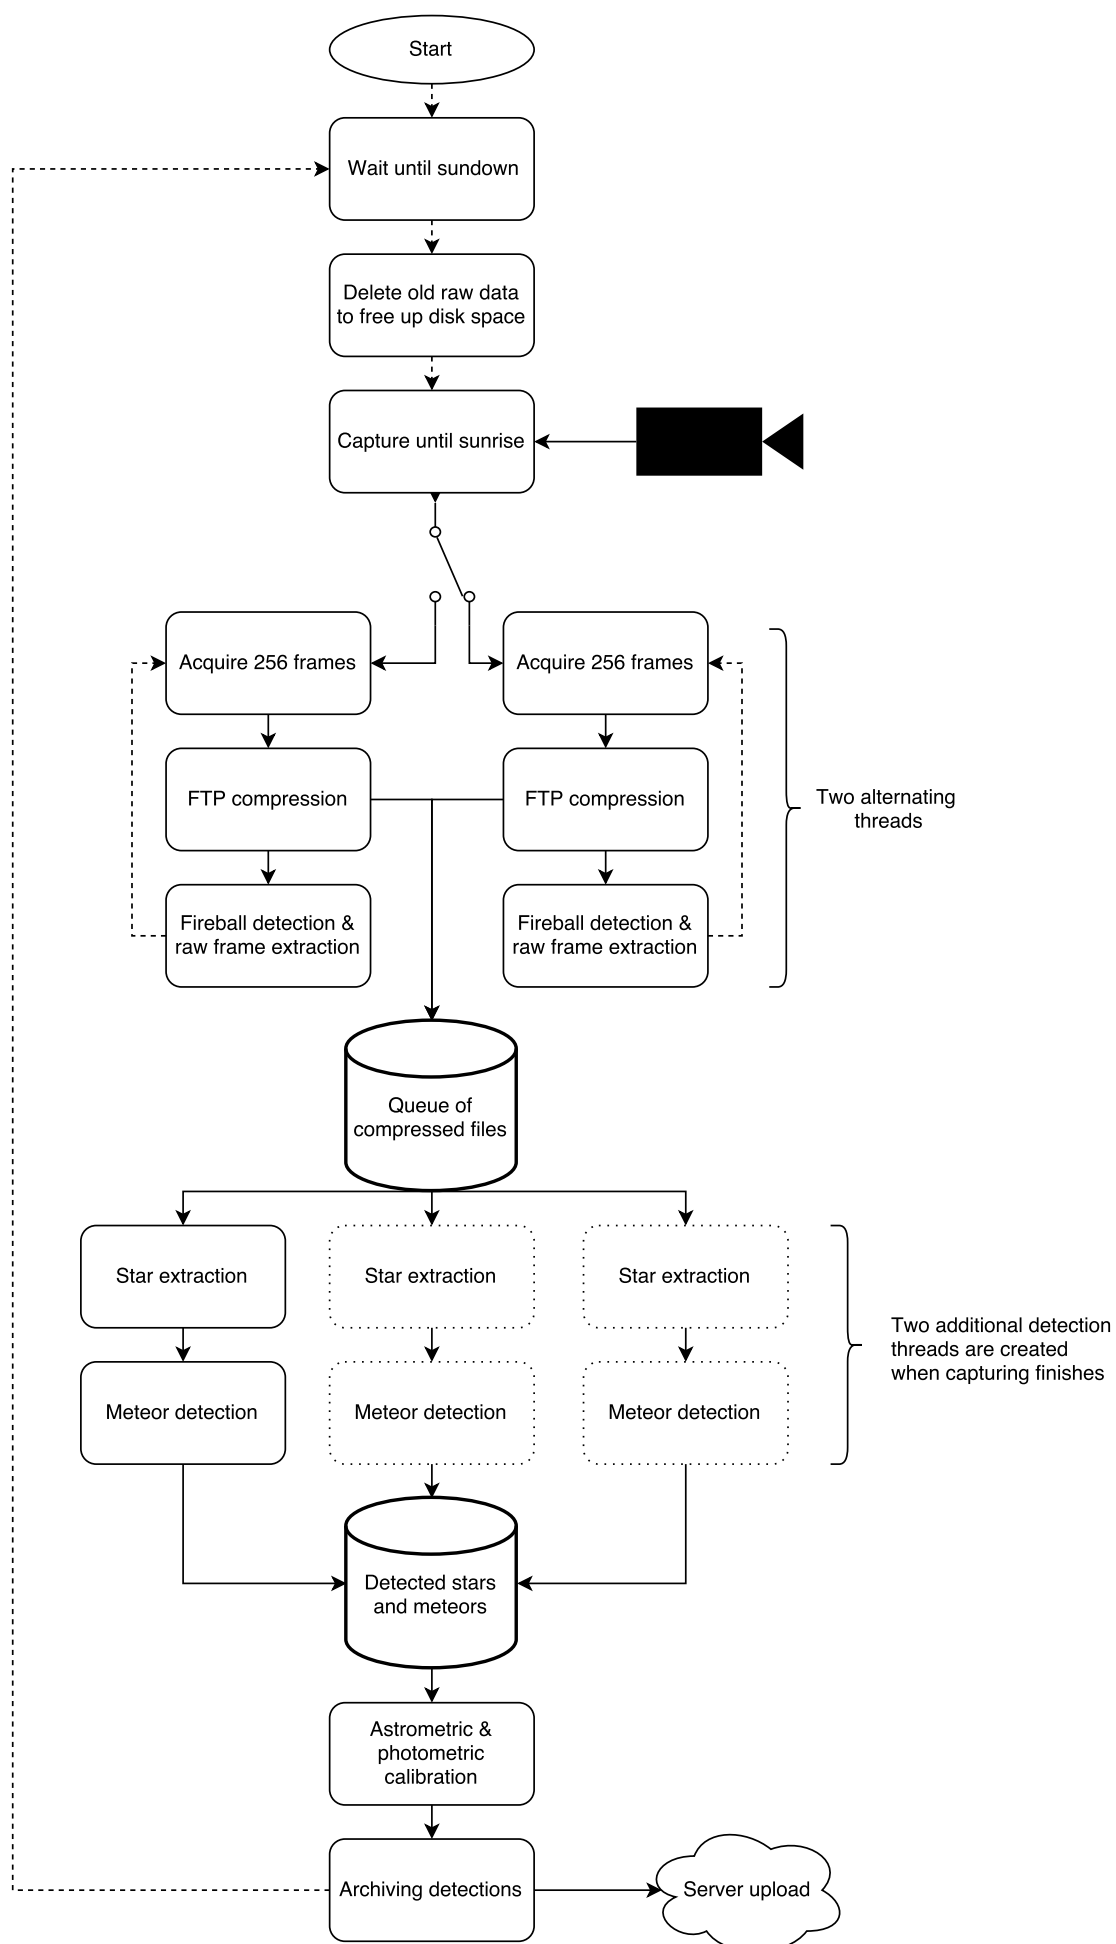 Start
Wait until sundown
Delete old raw data
to free up disk space
Capture until sunrise
Acquire 256 frames
Acquire 256 frames
FTP compression
FTP compression
Two alternating
threads
Fireball detection &
raw frame extraction
Fireball detection &
raw frame extraction
Queue of
compressed files
Star extraction
Star extraction
Star extraction
Two additional detection
threads are created
when capturing finishes
Meteor detection
Meteor detection
Meteor detection
Detected stars
and meteors
Astrometric &
photometric
calibration
Archiving detections
Server upload